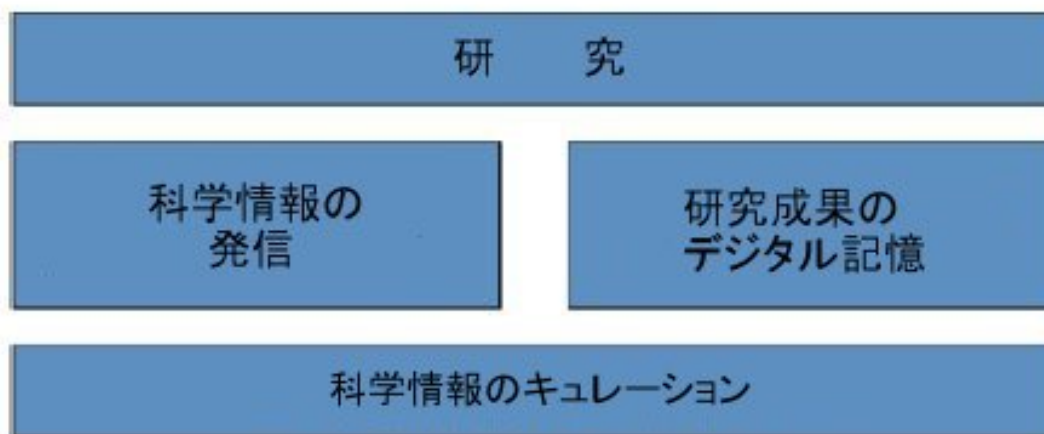 研　　究
科学情報の
発信
研究成果の
デジタル記憶
科学情報のキュレーション